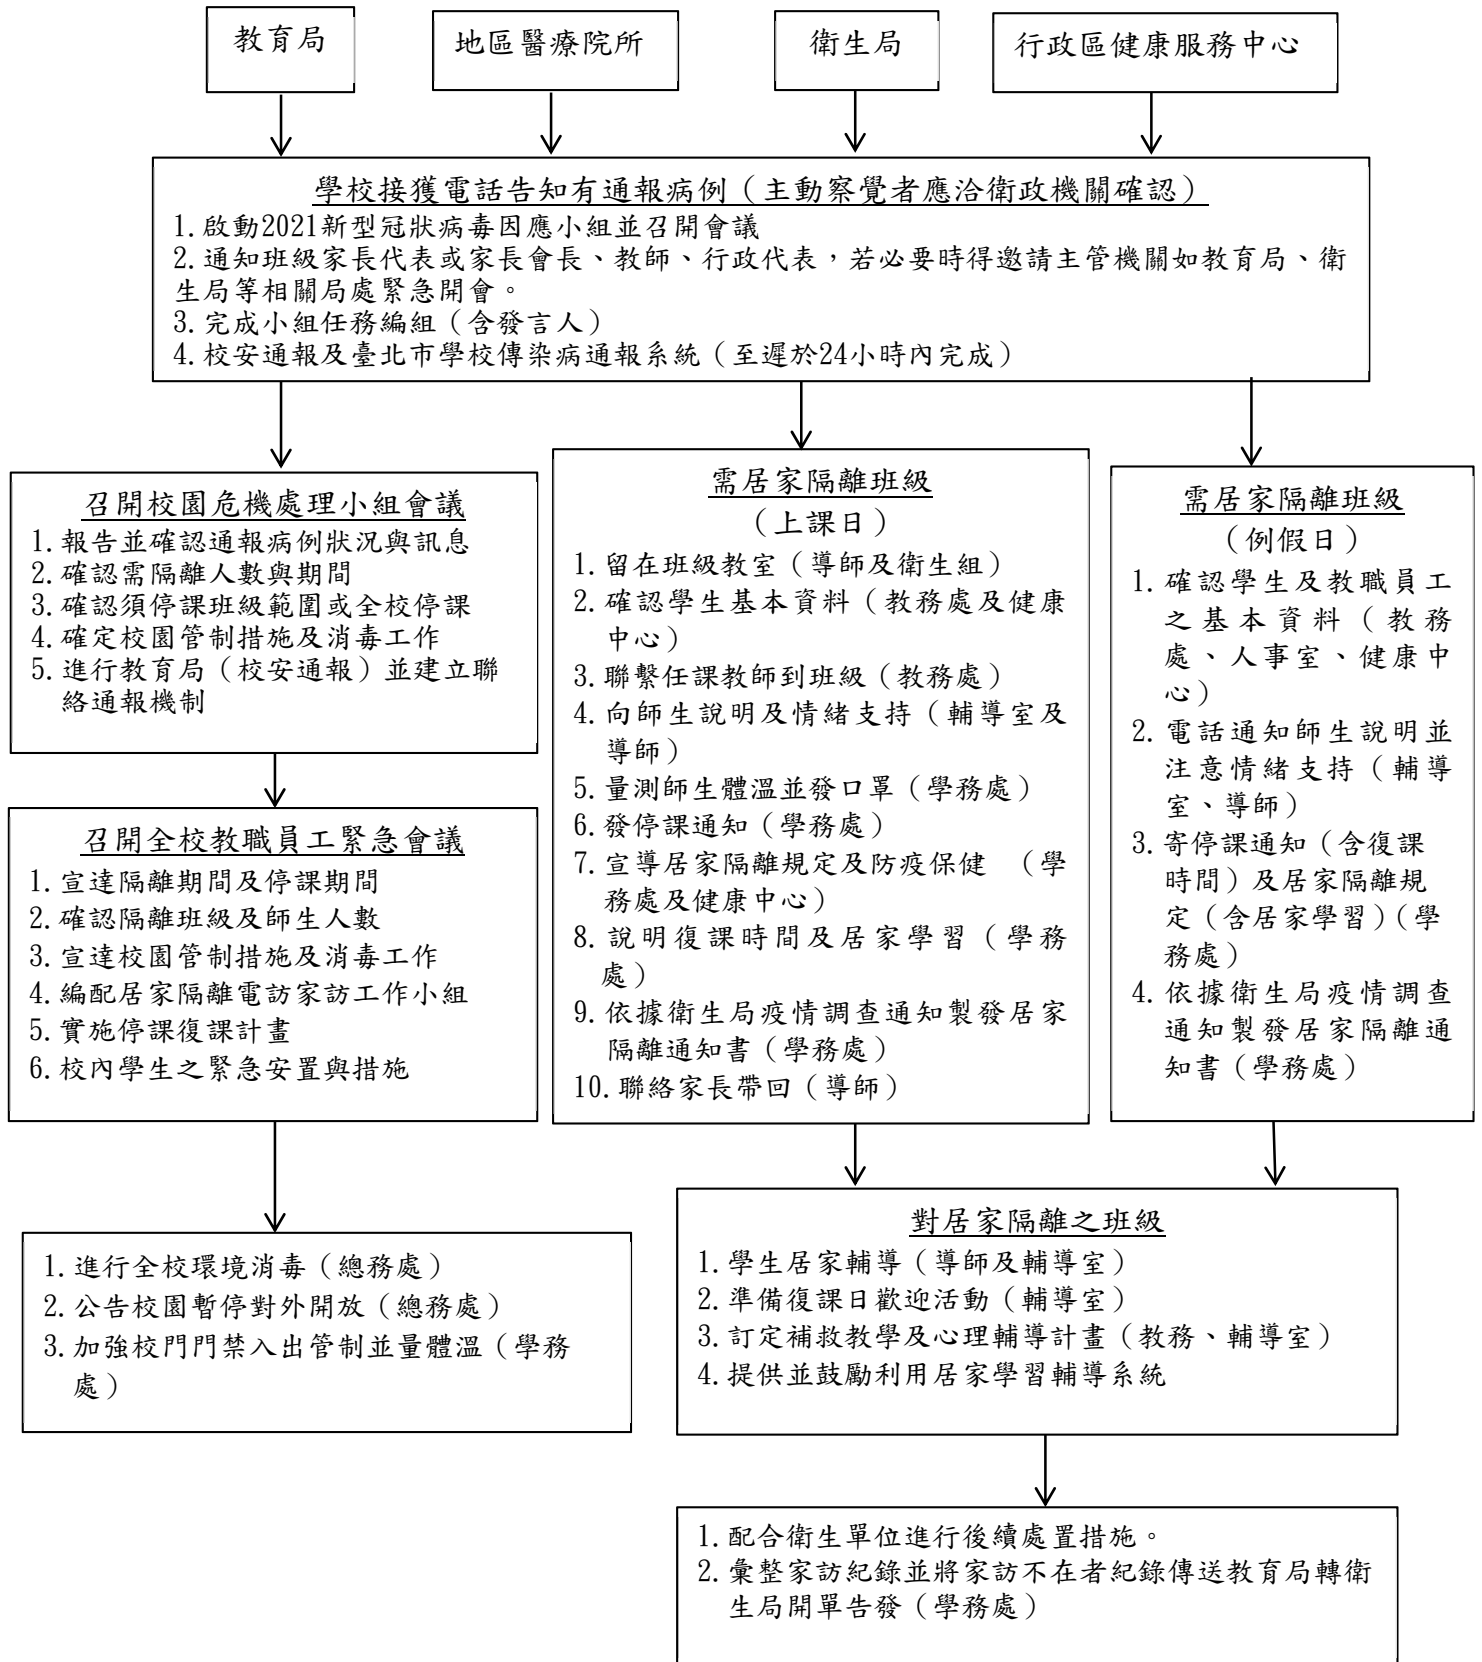 教育局
地區醫療院所
衛生局
行政區健康服務中心
學校接獲電話告知有通報病例（主動察覺者應洽衛政機關確認）
1.啟動2021新型冠狀病毒因應小組並召開會議
2.通知班級家長代表或家長會長、教師、行政代表，若必要時得邀請主管機關如教育局、衛
生局等相關局處緊急開會。
3.完成小組任務編組（含發言人）
4.校安通報及臺北市學校傳染病通報系統（至遲於24小時內完成）
召開校園危機處理小組會議
1.報告並確認通報病例狀況與訊息
2.確認需隔離人數與期間
3.確認須停課班級範圍或全校停課
4.確定校園管制措施及消毒工作
5.進行教育局（校安通報）並建立聯
絡通報機制
召開全校教職員工緊急會議
1.宣達隔離期間及停課期間
2.確認隔離班級及師生人數
3.宣達校園管制措施及消毒工作
4.編配居家隔離電訪家訪工作小組
5.實施停課復課計畫
6.校內學生之緊急安置與措施
1.進行全校環境消毒（總務處）
2.公告校園暫停對外開放（總務處）
3.加強校門門禁入出管制並量體溫（學務
處）
需居家隔離班級
（上課日）
1.留在班級教室（導師及衛生組）
2.確認學生基本資料（教務處及健康
中心）
3.聯繫任課教師到班級（教務處）
4.向師生說明及情緒支持（輔導室及
導師）
5.量測師生體溫並發口罩（學務處）
6.發停課通知（學務處）
7.宣導居家隔離規定及防疫保健 （學
務處及健康中心）
8.說明復課時間及居家學習（學務
處）
9.依據衛生局疫情調查通知製發居家
隔離通知書（學務處）
10.聯絡家長帶回（導師）
需居家隔離班級
（例假日）
1.確認學生及教職員工
之基本資料（教務
處、人事室、健康中
心）
2.電話通知師生說明並
注意情緒支持（輔導
室、導師）
3.寄停課通知（含復課
時間）及居家隔離規
定（含居家學習）（學
務處）
4.依據衛生局疫情調查
通知製發居家隔離通
知書（學務處）
對居家隔離之班級
1.學生居家輔導（導師及輔導室）
2.準備復課日歡迎活動（輔導室）
3.訂定補救教學及心理輔導計畫（教務、輔導室）
4.提供並鼓勵利用居家學習輔導系統
1.配合衛生單位進行後續處置措施。
2.彙整家訪紀錄並將家訪不在者紀錄傳送教育局轉衛
生局開單告發（學務處）